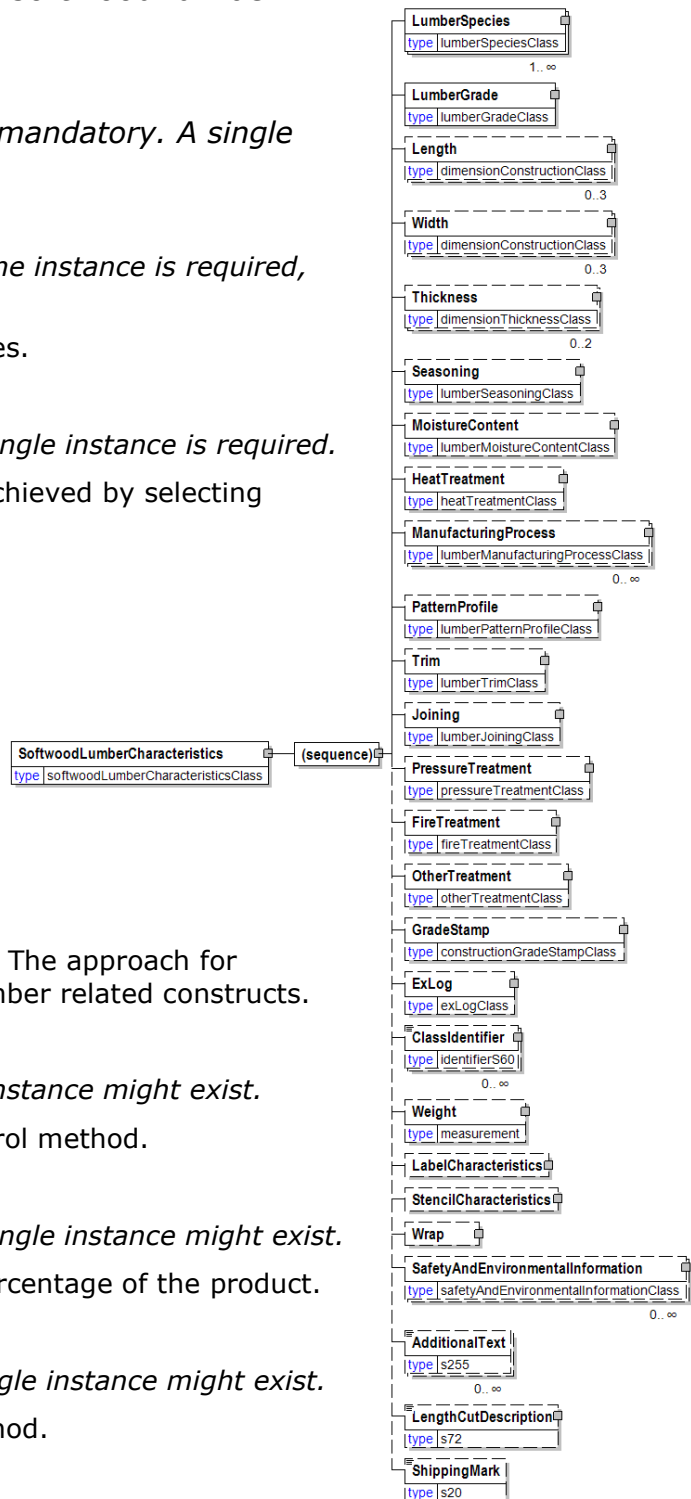 mandatory. A single
ne instance is required,
es.
ngle instance is required.
chieved by selecting
The approach for
nber related constructs.
nstance might exist.
rol method.
ngle instance might exist.
rcentage of the product.
gle instance might exist.
nod.
SoftwoodLumberCharacteristics
type softwoodLumberCharacteristicsClass
(sequence)
LumberSpecies
type lumberSpeciesClass
1.. ∞
LumberGrade
type lumberGradeClass
Length
type dimensionConstructionClass
0..3
Width
type dimensionConstructionClass
0..3
Thickness
type dimensionThicknessClass
0..2
Seasoning
type lumberSeasoningClass
MoistureContent
type lumberMoistureContentClass
HeatTreatment
type heatTreatmentClass
ManufacturingProcess
type lumberManufacturingProcessClass
0.. ∞
PatternProfile
type lumberPatternProfileClass
Trim
type lumberTrimClass
Joining
type lumberJoiningClass
PressureTreatment
type pressureTreatmentClass
FireTreatment
type fireTreatmentClass
OtherTreatment
type otherTreatmentClass
GradeStamp
type constructionGradeStampClass
ExLog
type exLogClass
ClassIdentifier
type identifierS60
0.. ∞
Weight
type measurement
LabelCharacteristics
StencilCharacteristics
Wrap
SafetyAndEnvironmentalInformation
type safetyAndEnvironmentalInformationClass
0.. ∞
AdditionalText
type s255
0.. ∞
LengthCutDescription
type s72
ShippingMark
type s20